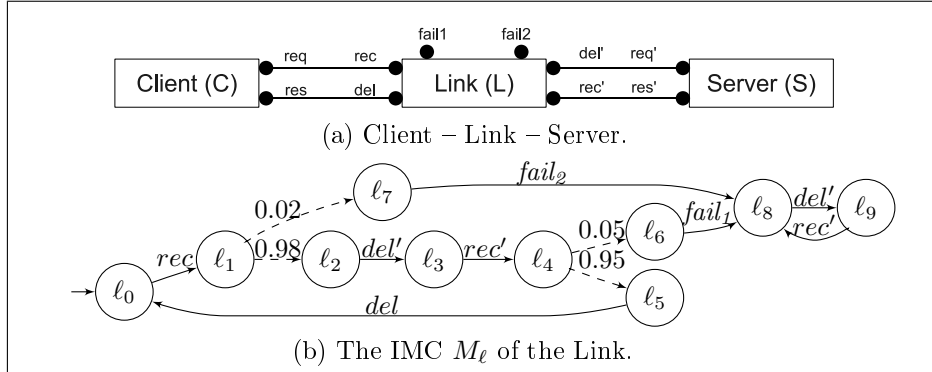 fail1 fail2
req rec del' req'
Client (C) Link (L) Server (S)
res del rec' res'
(a) Client – Link – Server.
fail₂
ℓ₇ ℓ₈ del' ℓ₉
0.02 0.05 ℓ₆ fail₁ rec'
rec ℓ₁ 0.98 ℓ₂ del' ℓ₃ rec' ℓ₄ 0.95
ℓ₀ del ℓ₅
(b) The IMC Mℓ of the Link.